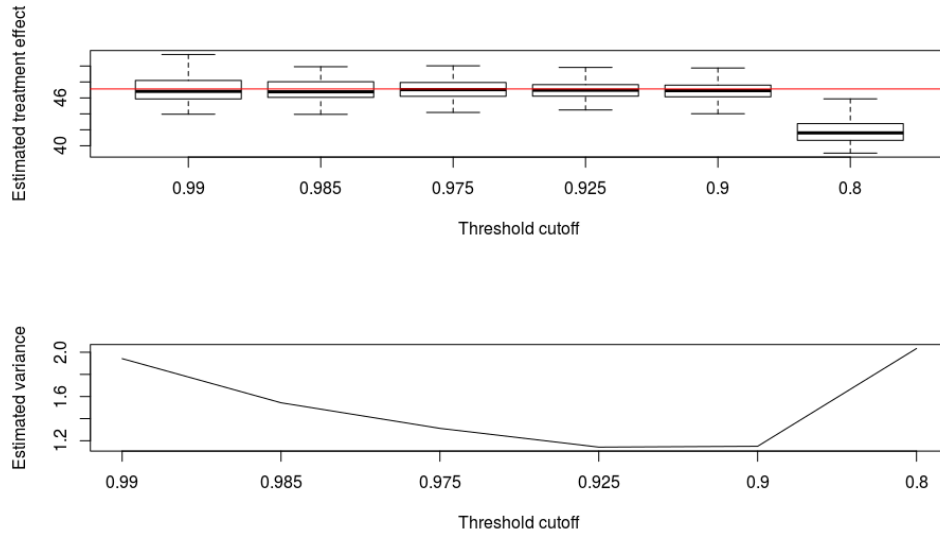 Estimated treatment effect
46
40
0.99 0.985 0.975 0.925 0.9 0.8
Threshold cutoff
Estimated variance
2.0
1.6
1.2
0.99 0.985 0.975 0.925 0.9 0.8
Threshold cutoff